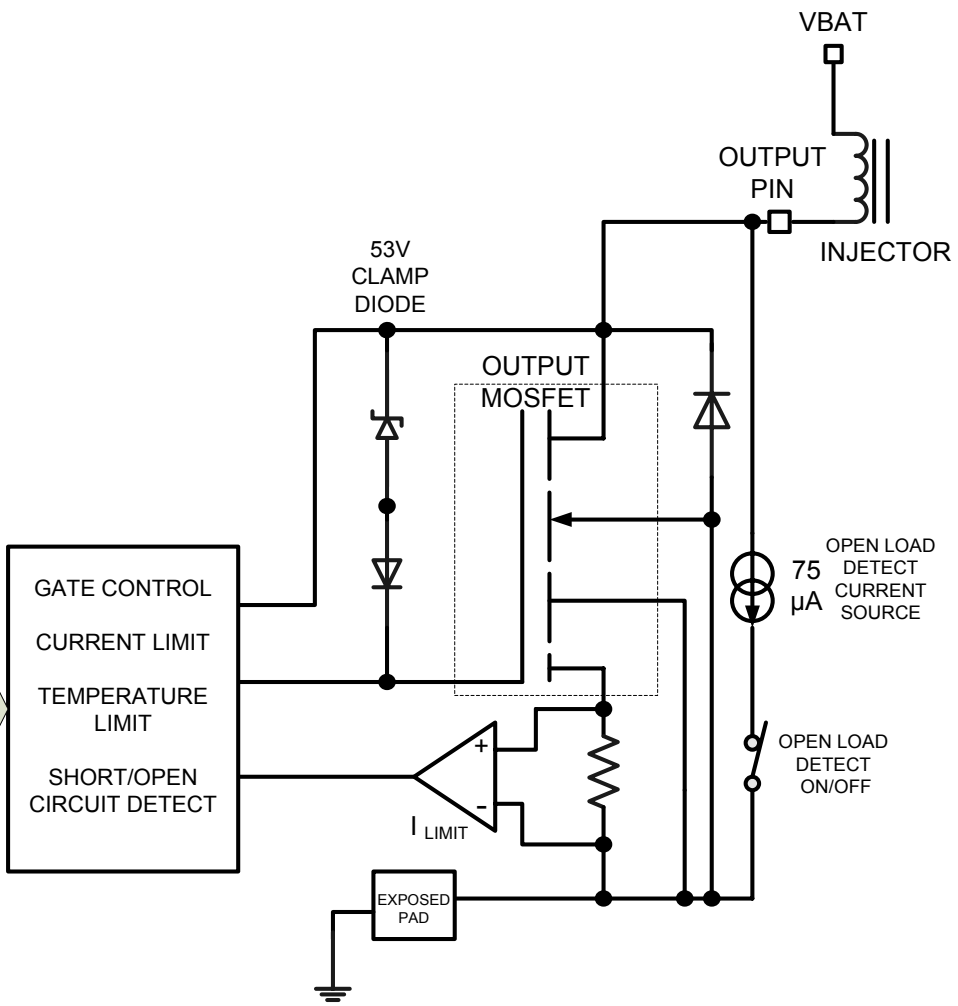 VBAT
OUTPUT
PIN
INJECTOR
53V
CLAMP
DIODE
OUTPUT
MOSFET
GATE CONTROL
CURRENT LIMIT
TEMPERATURE
LIMIT
SHORT/OPEN
CIRCUIT DETECT
75
µA
OPEN LOAD
DETECT
CURRENT
SOURCE
+
-
I LIMIT
OPEN LOAD
DETECT
ON/OFF
EXPOSED
PAD